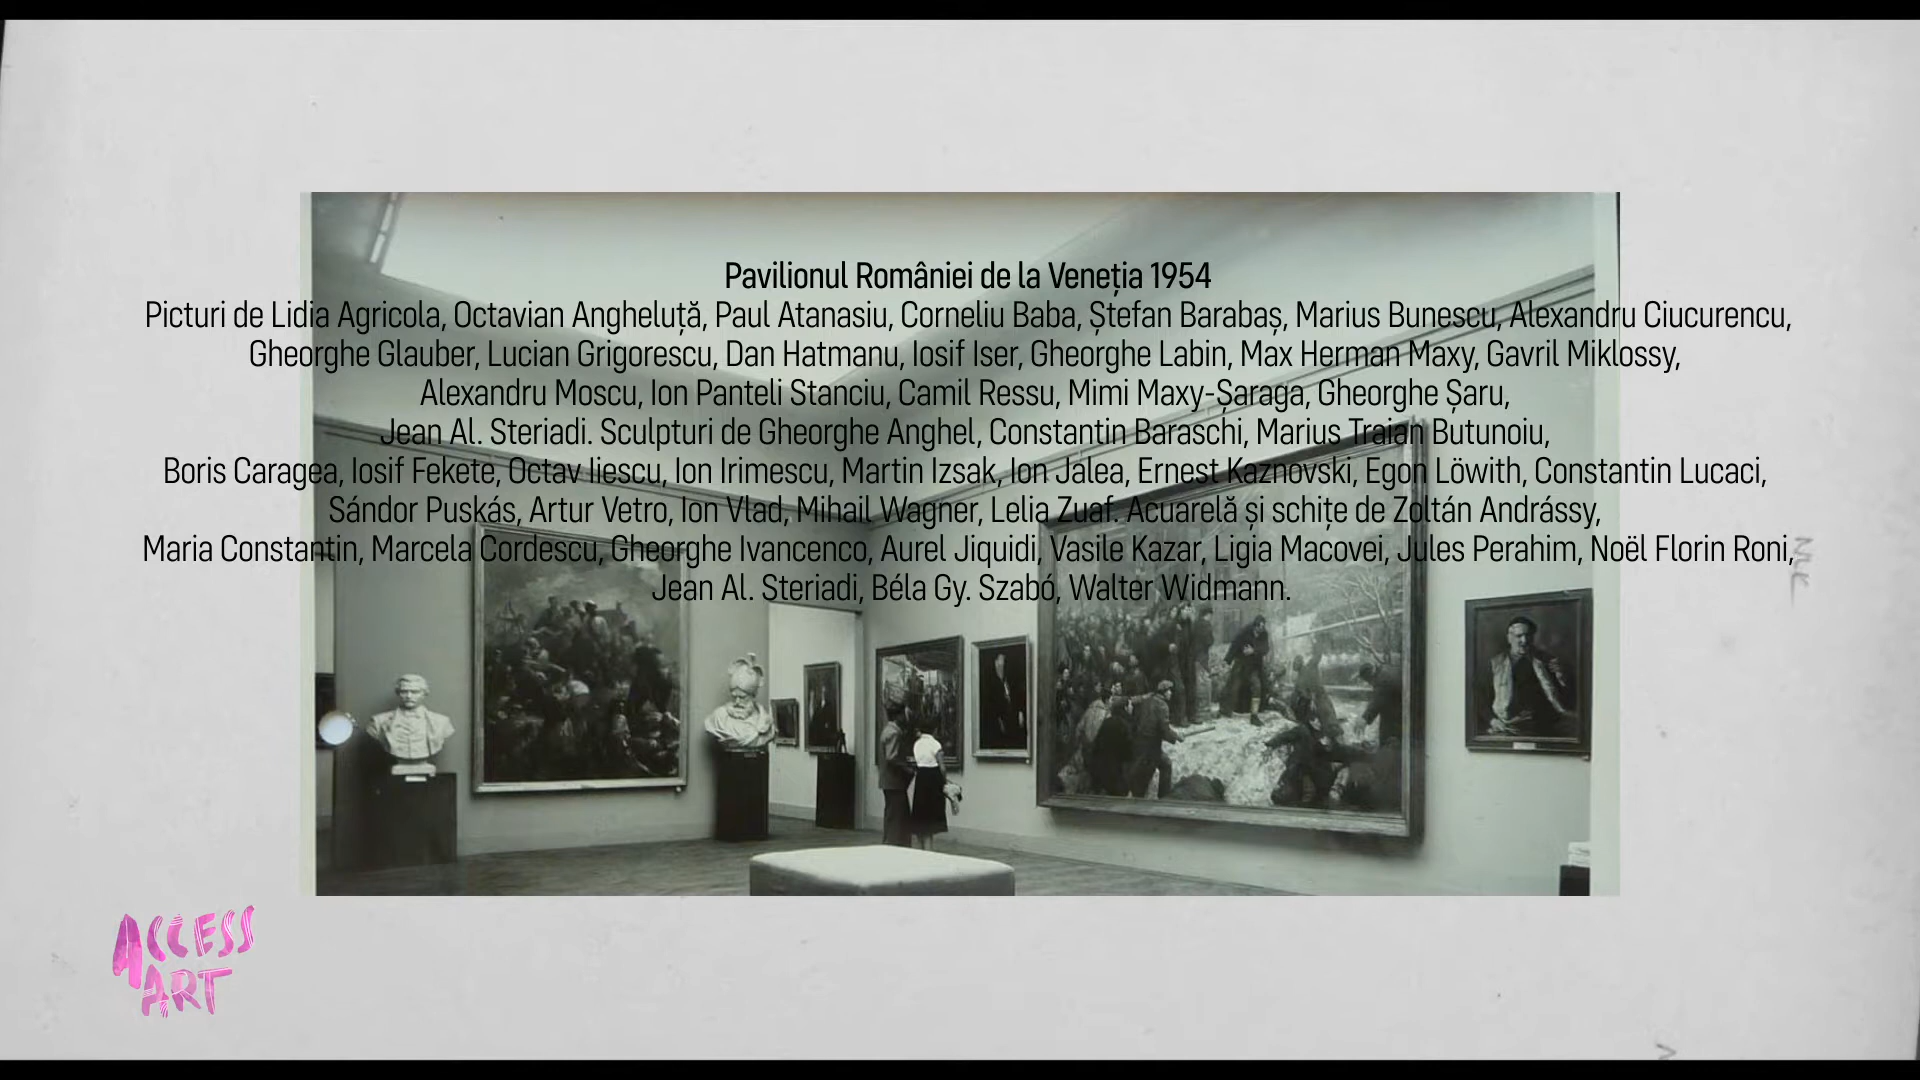 Pavilionul României de la Veneția 1954
Picturi de Lidia Agricola, Octavian Angheluță, Paul Atanasiu, Corneliu Baba, Ștefan Barabaș, Marius Bunescu, Alexandru Ciucurencu,
Gheorghe Glauber, Lucian Grigorescu, Dan Hatmanu, Iosif Iser, Gheorghe Labin, Max Herman Maxy, Gavril Miklossy,
Alexandru Moscu, Ion Panteli Stanciu, Camil Ressu, Mimi Maxy-Șaraga, Gheorghe Șaru,
Jean Al. Steriadi. Sculpturi de Gheorghe Anghel, Constantin Baraschi, Marius Traian Butunoiu,
Boris Caragea, Iosif Fekete, Octav Iiescu, Ion Irimescu, Martin Izsak, Ion Jalea, Ernest Kaznovski, Egon Löwith, Constantin Lucaci,
Sándor Puskás, Artur Vetro, Ion Vlad, Mihail Wagner, Lelia Zuaf. Acuarelă și schițe de Zoltán Andrássy,
Maria Constantin, Marcela Cordescu, Gheorghe Ivancenco, Aurel Jiquidi, Vasile Kazar, Ligia Macovei, Jules Perahim, Noël Florin Roni,
Jean Al. Steriadi, Béla Gy. Szabó, Walter Widmann.
ACCESS
ART